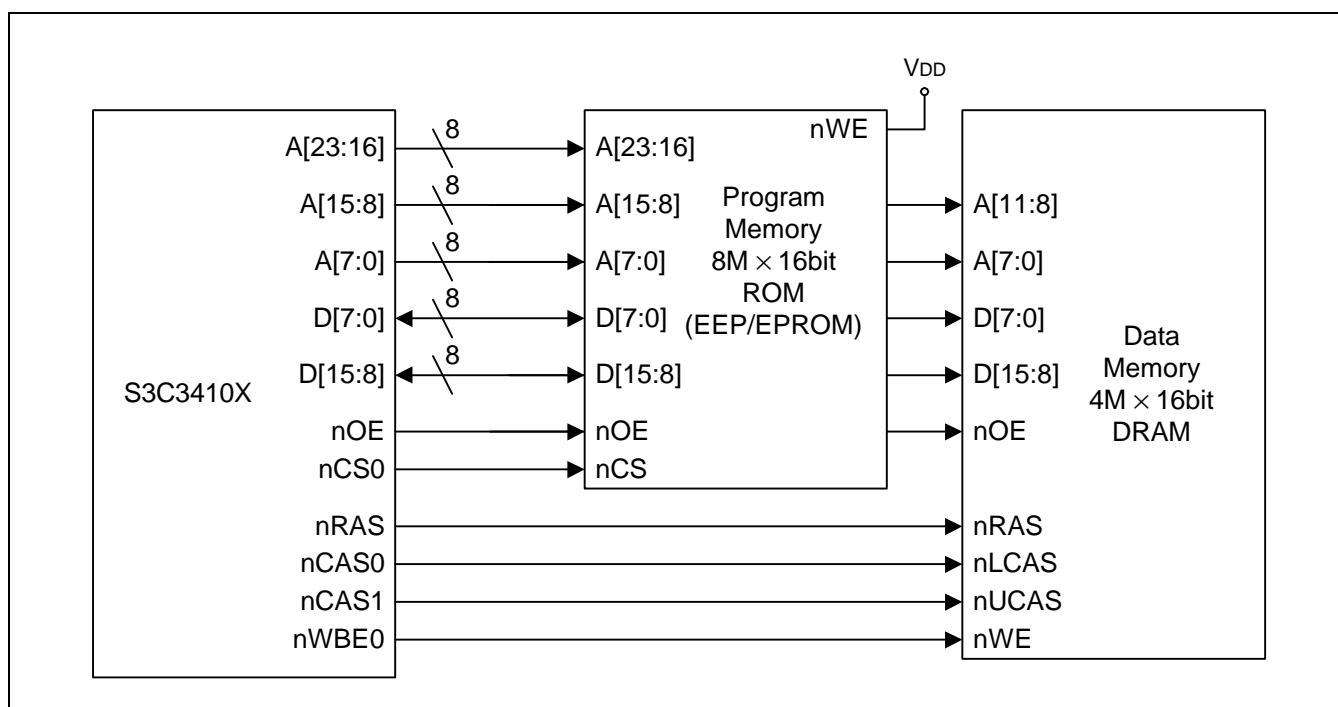 VDD
S3C3410X
A[23:16]
A[15:8]
A[7:0]
D[7:0]
D[15:8]
nOE
nCS0
nRAS
nCAS0
nCAS1
nWBE0
8
8
8
8
8
nWE
A[23:16]
A[15:8]
A[7:0]
D[7:0]
D[15:8]
nOE
nCS
Program
Memory
8M × 16bit
ROM
(EEP/EPROM)
A[11:8]
A[7:0]
D[7:0]
D[15:8]
nOE
nRAS
nLCAS
nUCAS
nWE
Data
Memory
4M × 16bit
DRAM